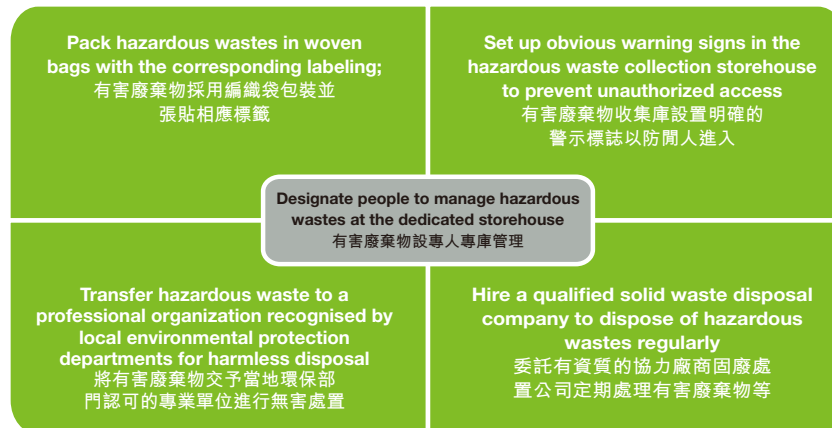 Pack hazardous wastes in woven
bags with the corresponding labeling;
有害廢棄物採用編織袋包裝並
張貼相應標籤
Set up obvious warning signs in the
hazardous waste collection storehouse
to prevent unauthorized access
有害廢棄物收集庫設置明確的
警示標誌以防閒人進入
Designate people to manage hazardous
wastes at the dedicated storehouse
有害廢棄物設專人專庫管理
Transfer hazardous waste to a
professional organization recognised by
local environmental protection
departments for harmless disposal
將有害廢棄物交予當地環保部
門認可的專業單位進行無害處置
Hire a qualified solid waste disposal
company to dispose of hazardous
wastes regularly
委託有資質的協力廠商固廢處
置公司定期處理有害廢棄物等